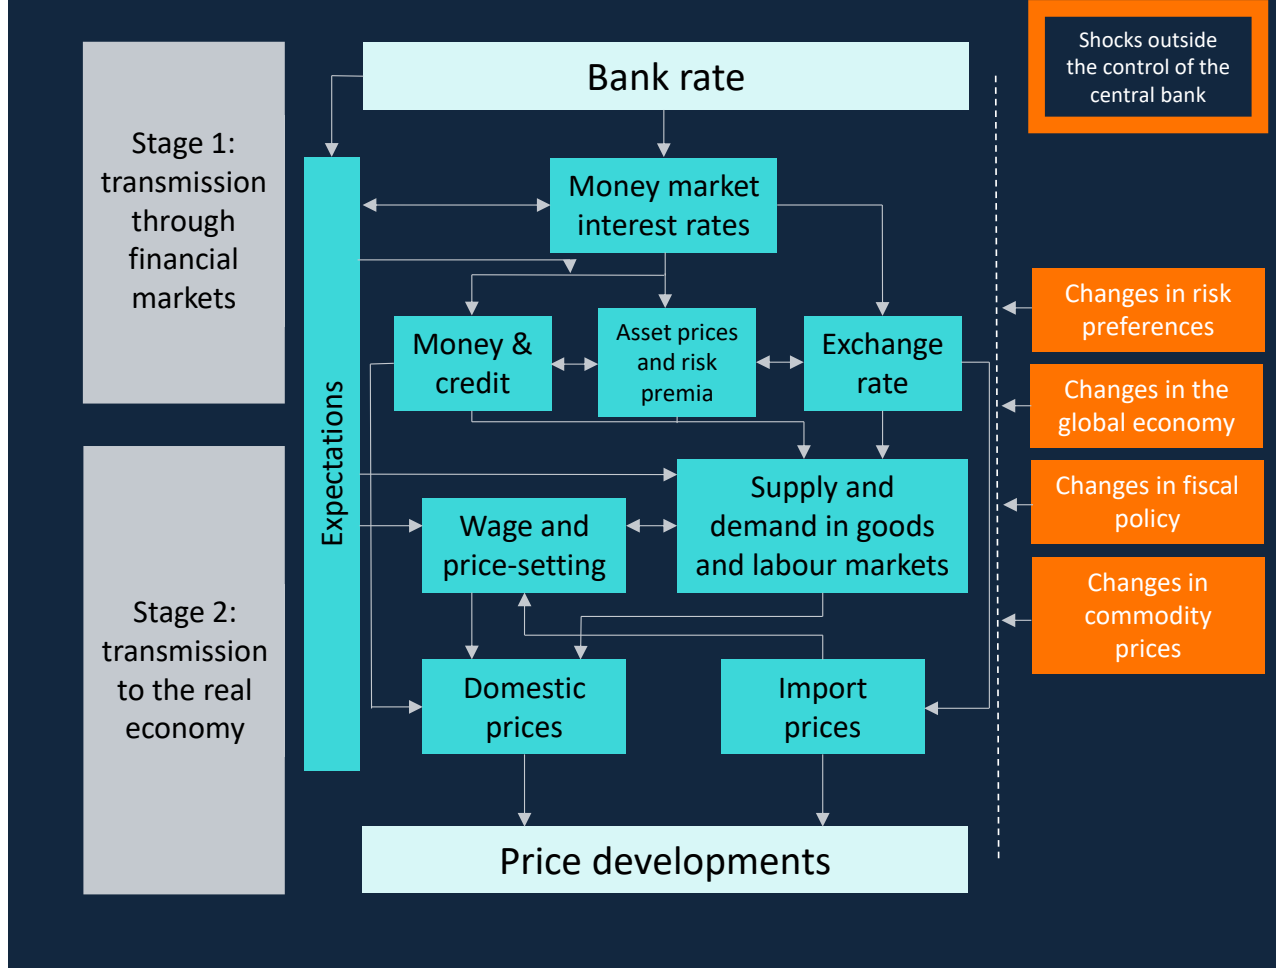 Bank rate
Shocks outside
the control of the
central bank
Stage 1:
transmission
through
financial
markets
Money market
interest rates
Changes in risk
preferences
Money &
credit
Asset prices
and risk
premia
Exchange
rate
Changes in the
global economy
Expectations
Stage 2:
transmission
to the real
economy
Wage and
price-setting
Supply and
demand in goods
and labour markets
Changes in fiscal
policy
Changes in
commodity
prices
Domestic
prices
Import
prices
Price developments